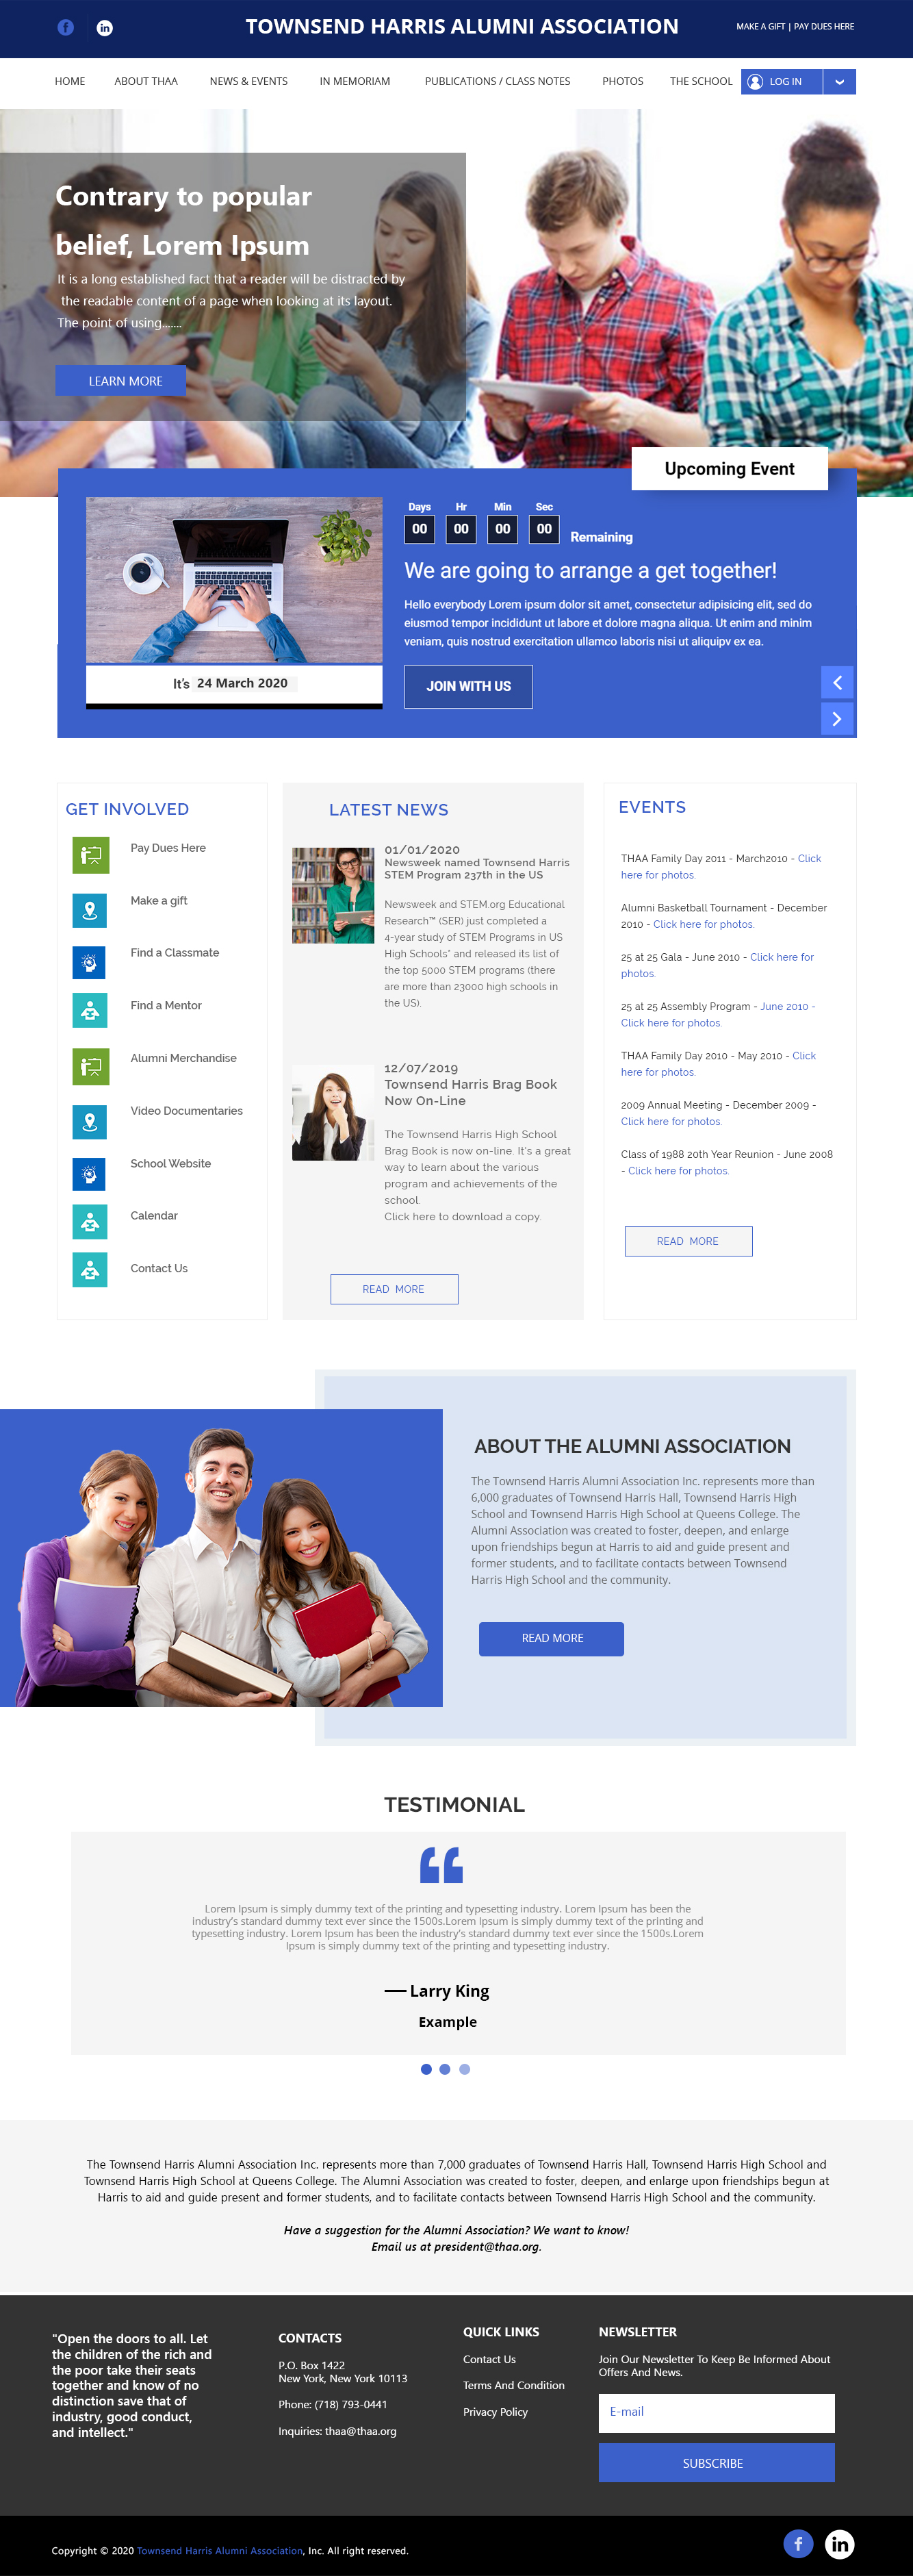 TOWNSEND HARRIS ALUMNI ASSOCIATION
MAKE A GIFT | PAY DUES HERE
HOME
ABOUT THAA
NEWS & EVENTS
IN MEMORIAM
PUBLICATIONS / CLASS NOTES
PHOTOS
THE SCHOOL
LOG IN
Contrary to popular
belief, Lorem Ipsum
It is a long established fact that a reader will be distracted by
the readable content of a page when looking at its layout.
The point of using.......
LEARN MORE
Upcoming Event
Days Hr Min Sec
00 00 00 00 Remaining
We are going to arrange a get together!
Hello everybody Lorem ipsum dolor sit amet, consectetur adipisicing elit, sed do
eiusmod tempor incididunt ut labore et dolore magna aliqua. Ut enim and minim
veniam, quis nostrud exercitation ullamco laboris nisi ut aliquipv ex ea.
It's 24 March 2020
JOIN WITH US
GET INVOLVED
Pay Dues Here
Make a gift
Find a Classmate
Find a Mentor
Alumni Merchandise
Video Documentaries
School Website
Calendar
Contact Us
LATEST NEWS
01/01/2020
Newsweek named Townsend Harris
STEM Program 237th in the US
Newsweek and STEM.org Educational
Research™ (SER) just completed a
4-year study of STEM Programs in US
High Schools* and released its list of
the top 5000 STEM programs (there
are more than 23000 high schools in
the US).
12/07/2019
Townsend Harris Brag Book
Now On-Line
The Townsend Harris High School
Brag Book is now on-line. It's a great
way to learn about the various
program and achievements of the
school.
Click here to download a copy.
READ MORE
EVENTS
THAA Family Day 2011 - March2010 - Click
here for photos.
Alumni Basketball Tournament - December
2010 - Click here for photos.
25 at 25 Gala - June 2010 - Click here for
photos.
25 at 25 Assembly Program - June 2010 -
Click here for photos.
THAA Family Day 2010 - May 2010 - Click
here for photos.
2009 Annual Meeting - December 2009 -
Click here for photos.
Class of 1988 20th Year Reunion - June 2008
- Click here for photos.
READ MORE
ABOUT THE ALUMNI ASSOCIATION
The Townsend Harris Alumni Association Inc. represents more than
6,000 graduates of Townsend Harris Hall, Townsend Harris High
School and Townsend Harris High School at Queens College. The
Alumni Association was created to foster, deepen, and enlarge
upon friendships begun at Harris to aid and guide present and
former students, and to facilitate contacts between Townsend
Harris High School and the community.
READ MORE
TESTIMONIAL
Lorem Ipsum is simply dummy text of the printing and typesetting industry. Lorem Ipsum has been the
industry's standard dummy text ever since the 1500s.Lorem Ipsum is simply dummy text of the printing and
typesetting industry. Lorem Ipsum has been the industry's standard dummy text ever since the 1500s.Lorem
Ipsum is simply dummy text of the printing and typesetting industry.
Larry King
Example
The Townsend Harris Alumni Association Inc. represents more than 7,000 graduates of Townsend Harris Hall, Townsend Harris High School and
Townsend Harris High School at Queens College. The Alumni Association was created to foster, deepen, and enlarge upon friendships begun at
Harris to aid and guide present and former students, and to facilitate contacts between Townsend Harris High School and the community.
Have a suggestion for the Alumni Association? We want to know!
Email us at president@thaa.org.
"Open the doors to all. Let
the children of the rich and
the poor take their seats
together and know of no
distinction save that of
industry, good conduct,
and intellect."
CONTACTS
P.O. Box 1422
New York, New York 10113
Phone: (718) 793-0441
Inquiries: thaa@thaa.org
QUICK LINKS
Contact Us
Terms And Condition
Privacy Policy
NEWSLETTER
Join Our Newsletter To Keep Be Informed About
Offers And News.
E-mail
SUBSCRIBE
Copyright © 2020 Townsend Harris Alumni Association, Inc. All right reserved.